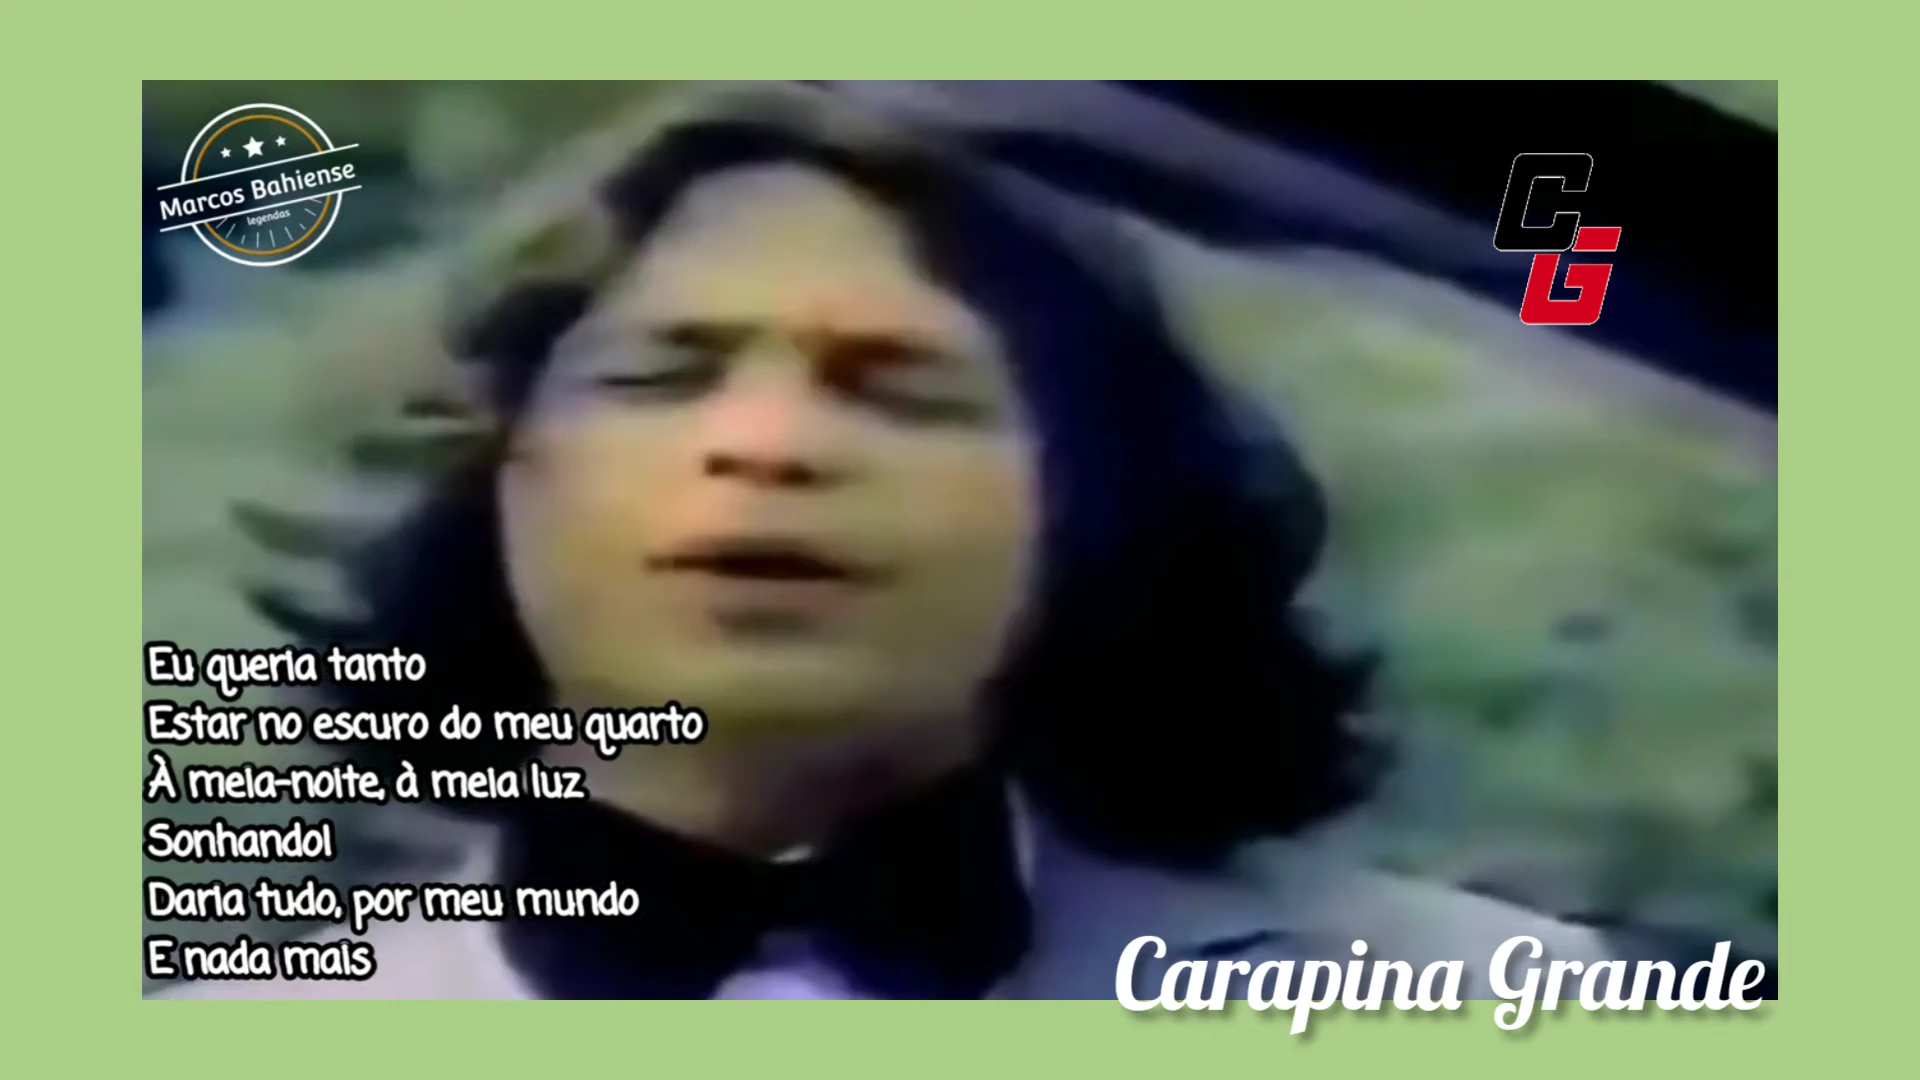 Marcos Bahiense
legendas
CG
Eu queria tanto
Estar no escuro do meu quarto
À meia-noite, à meia luz
Sonhando!
Daria tudo, por meu mundo
E nada mais
Carapina Grande